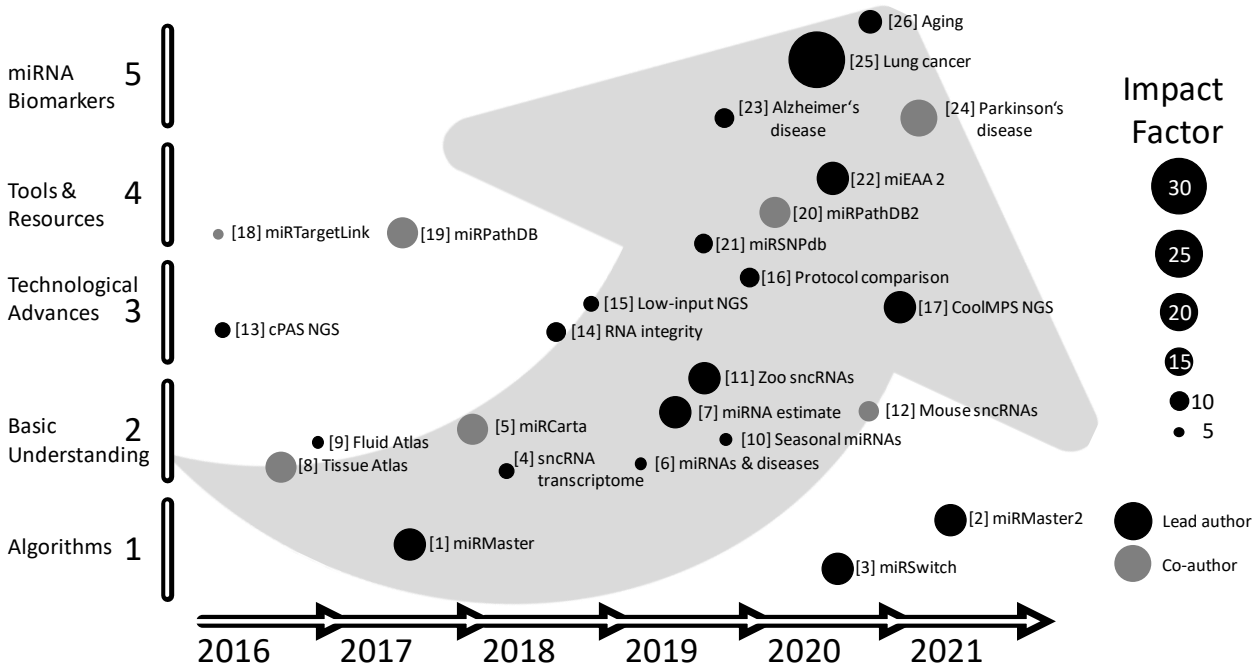 [26] Aging
miRNA
Biomarkers
5
[25] Lung cancer
[23] Alzheimer‘s
disease
[24] Parkinson‘s
disease
Impact
Factor
30
25
20
15
10
5
Tools &
Resources
4
[22] miEAA 2
[20] miRPathDB2
[18] miRTargetLink
[19] miRPathDB
[21] miRSNPdb
Technological
Advances
3
[16] Protocol comparison
[15] Low-input NGS
[17] CoolMPS NGS
[13] cPAS NGS
[14] RNA integrity
Basic
Understanding
2
[11] Zoo sncRNAs
[7] miRNA estimate
[12] Mouse sncRNAs
[5] miRCarta
[9] Fluid Atlas
[10] Seasonal miRNAs
[8] Tissue Atlas
[4] sncRNA
transcriptome
[6] miRNAs & diseases
Algorithms
1
[2] miRMaster2
[1] miRMaster
[3] miRSwitch
Lead author
Co-author
2016
2017
2018
2019
2020
2021